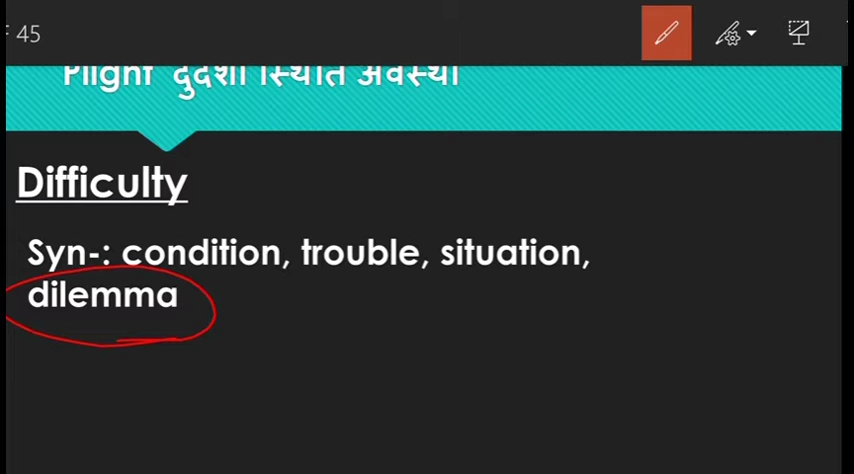 F 45
Plight दुर्दशा स्थिति अवस्था
Difficulty
Syn-: condition, trouble, situation,
dilemma